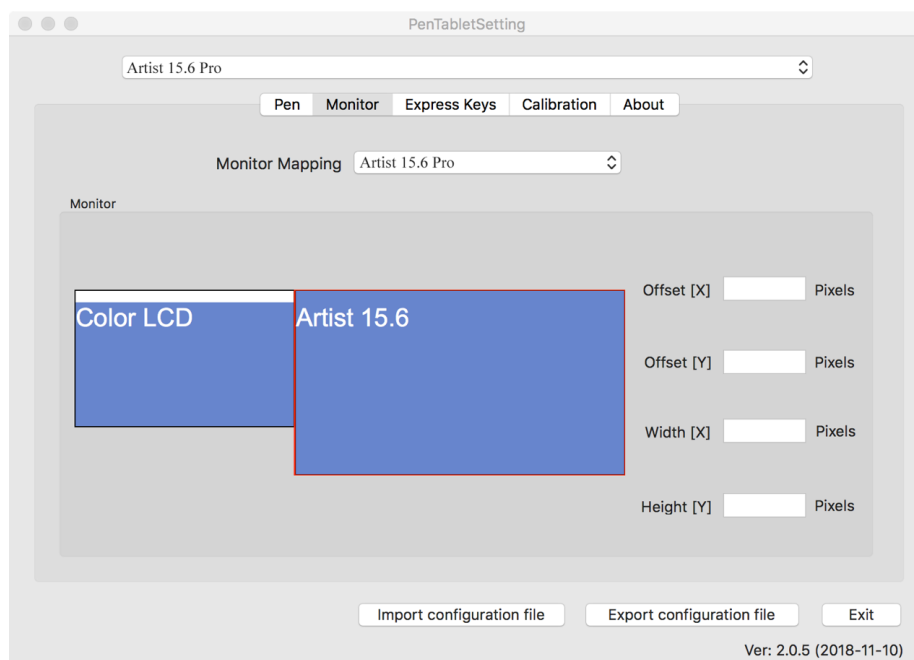 PenTabletSetting
Artist 15.6 Pro
Pen Monitor Express Keys Calibration About
Monitor Mapping Artist 15.6 Pro
Monitor
Color LCD
Artist 15.6
Offset [X] Pixels
Offset [Y] Pixels
Width [X] Pixels
Height [Y] Pixels
Import configuration file Export configuration file Exit
Ver: 2.0.5 (2018-11-10)